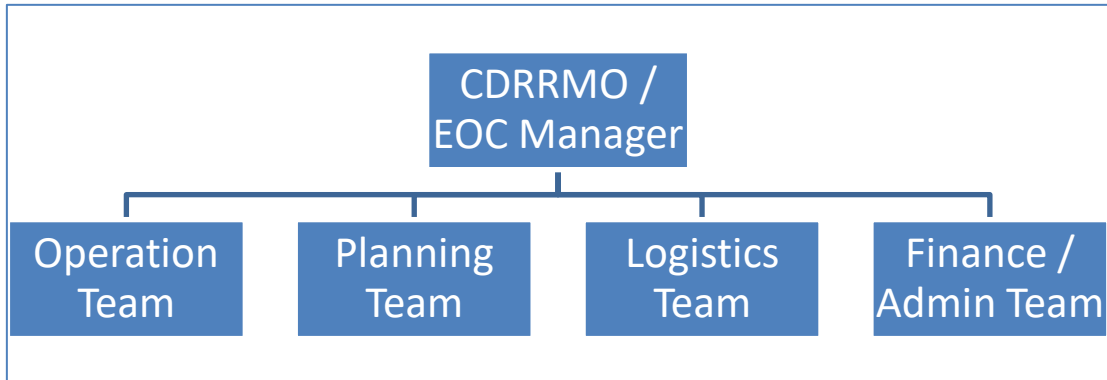 CDRRMO /
EOC Manager
Operation
Team
Planning
Team
Logistics
Team
Finance /
Admin Team